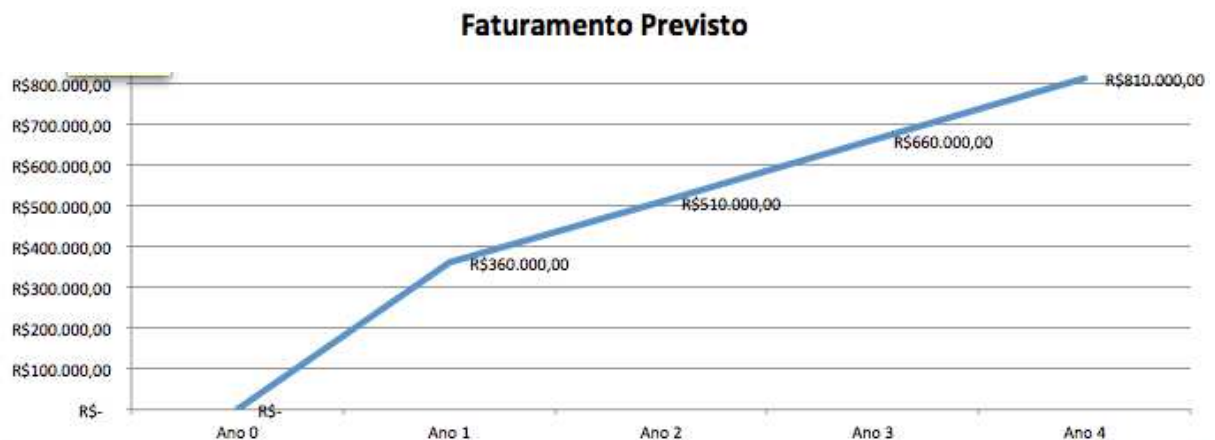 Faturamento Previsto
R$800.000,00
R$810.000,00
R$700.000,00
R$660.000,00
R$600.000,00
R$500.000,00
R$510.000,00
R$400.000,00
R$360.000,00
R$300.000,00
R$200.000,00
R$100.000,00
R$-
R$-
Ano 0 Ano 1 Ano 2 Ano 3 Ano 4